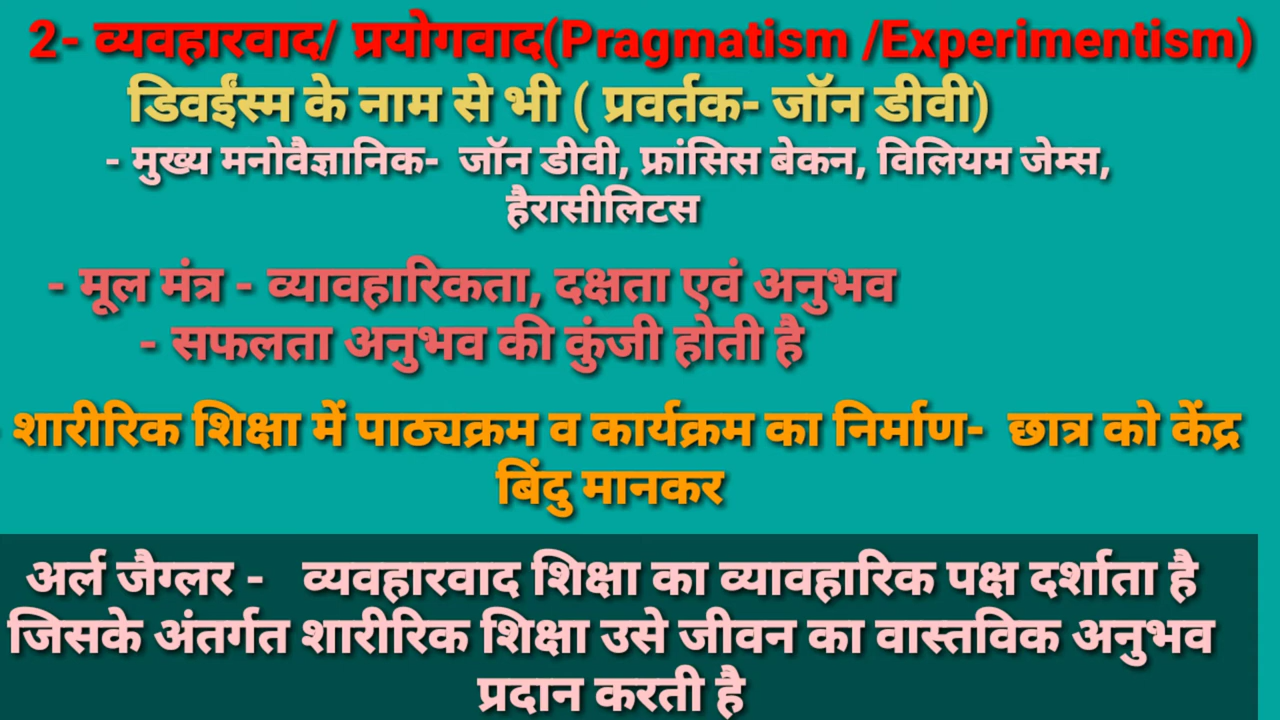 2- व्यवहारवाद/ प्रयोगवाद(Pragmatism /Experimentism)
डिवईंस्म के नाम से भी ( प्रवर्तक- जॉन डीवी)
- मुख्य मनोवैज्ञानिक- जॉन डीवी, फ्रांसिस बेकन, विलियम जेम्स,
हैरासीलिटस
- मूल मंत्र - व्यावहारिकता, दक्षता एवं अनुभव
- सफलता अनुभव की कुंजी होती है
शारीरिक शिक्षा में पाठ्यक्रम व कार्यक्रम का निर्माण- छात्र को केंद्र
बिंदु मानकर
अर्ल जैग्लर - व्यवहारवाद शिक्षा का व्यावहारिक पक्ष दर्शाता है
जिसके अंतर्गत शारीरिक शिक्षा उसे जीवन का वास्तविक अनुभव
प्रदान करती है